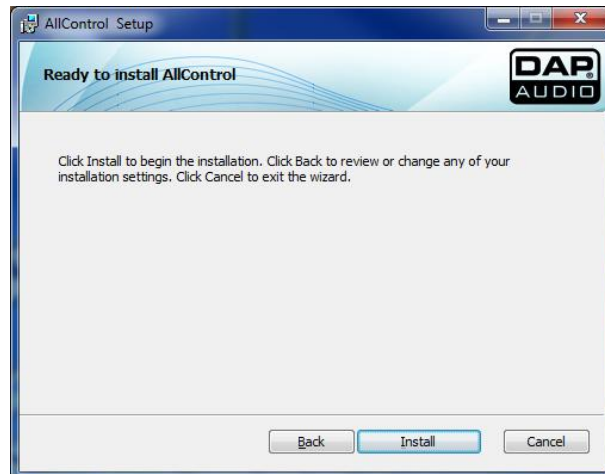 AllControl Setup
Ready to install AllControl
DAP®
AUDIO
Click Install to begin the installation. Click Back to review or change any of your
installation settings. Click Cancel to exit the wizard.
Back
Install
Cancel